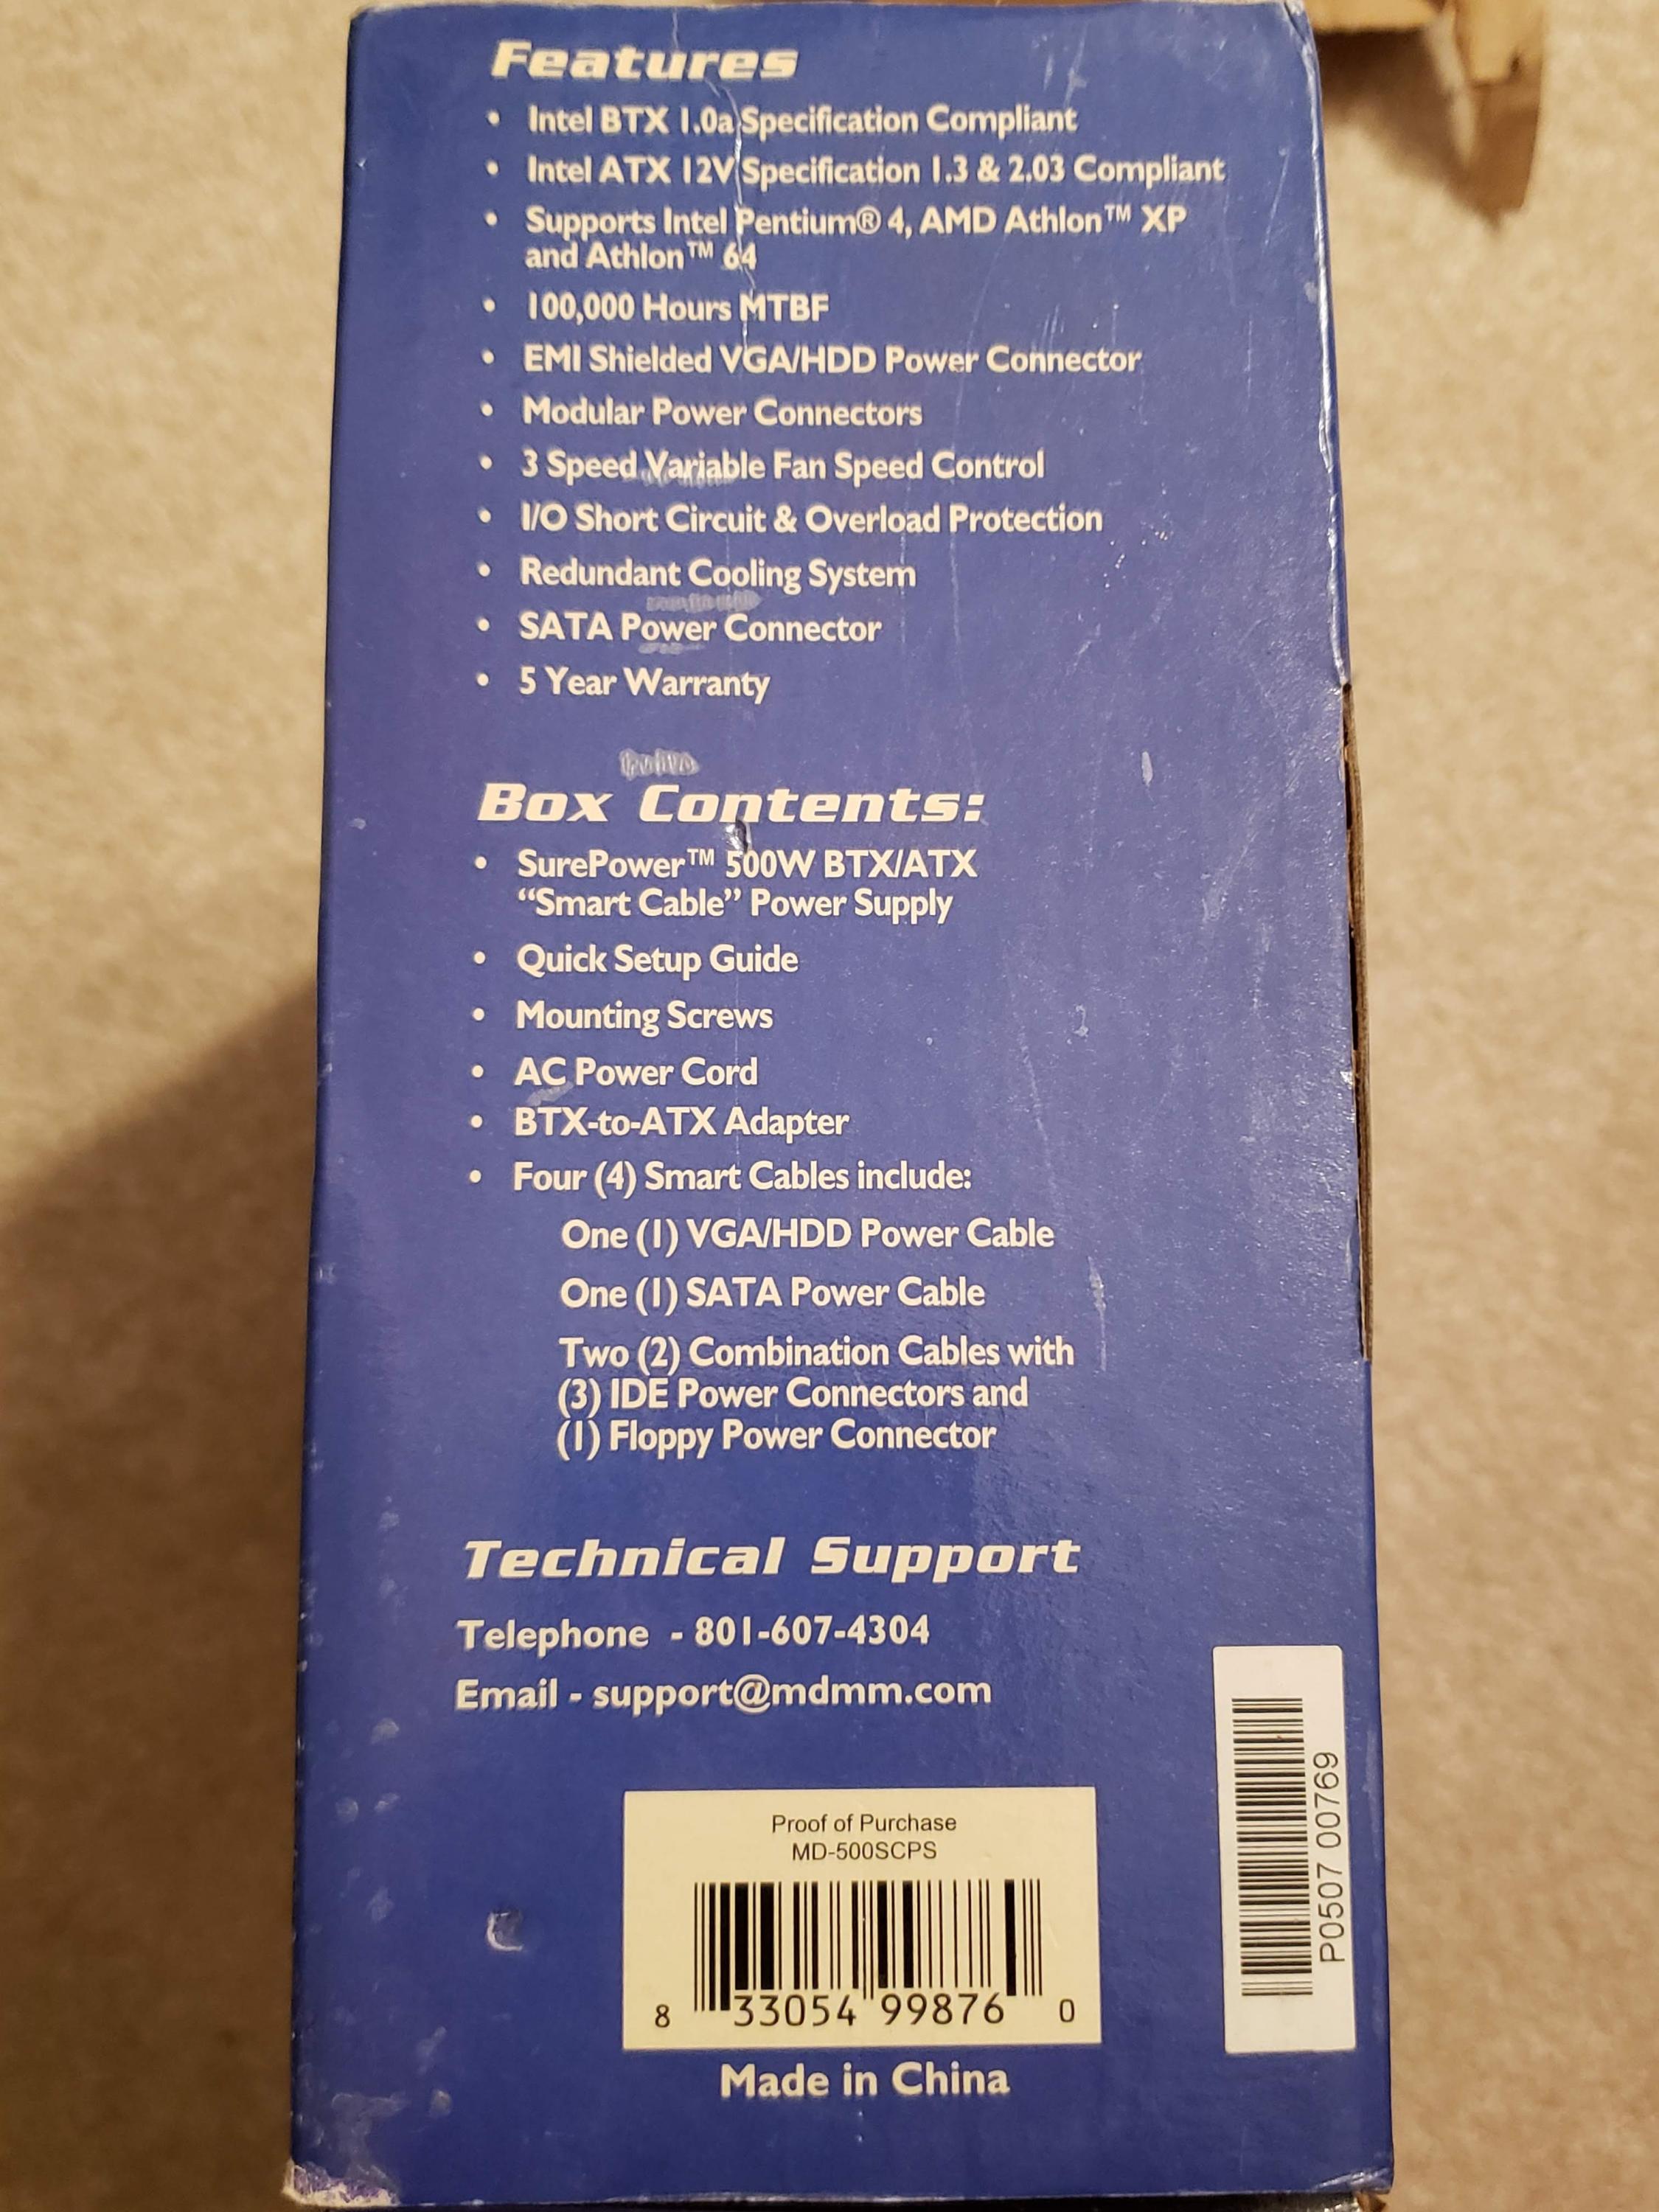 Features
• Intel BTX 1.0a Specification Compliant
• Intel ATX 12V Specification 1.3 & 2.03 Compliant
• Supports Intel Pentium® 4, AMD Athlon™ XP
and Athlon™ 64
• 100,000 Hours MTBF
• EMI Shielded VGA/HDD Power Connector
• Modular Power Connectors
• 3 Speed Variable Fan Speed Control
• I/O Short Circuit & Overload Protection
• Redundant Cooling System
• SATA Power Connector
• 5 Year Warranty
Box Contents:
• SurePower™ 500W BTX/ATX
“Smart Cable” Power Supply
• Quick Setup Guide
• Mounting Screws
• AC Power Cord
• BTX-to-ATX Adapter
• Four (4) Smart Cables include:
One (1) VGA/HDD Power Cable
One (1) SATA Power Cable
Two (2) Combination Cables with
(3) IDE Power Connectors and
(1) Floppy Power Connector
Technical Support
Telephone - 801-607-4304
Email - support@mdmm.com
Proof of Purchase
MD-500SCPS
8 33054 99876 0
Made in China
P0507 00769